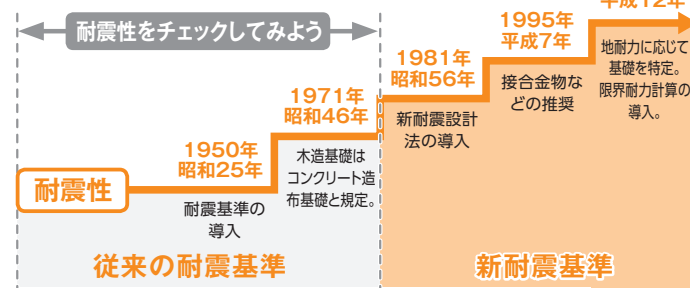 耐震性をチェックしてみよう
耐震性
1950年
昭和25年
耐震基準の
導入
1971年
昭和46年
木造基礎は
コンクリート造
布基礎と規定。
1981年
昭和56年
新耐震設計
法の導入
1995年
平成7年
接合金物な
どの推奨
平成12年
地耐力に応じて
基礎を特定。
限界耐力計算の
導入。
従来の耐震基準
新耐震基準